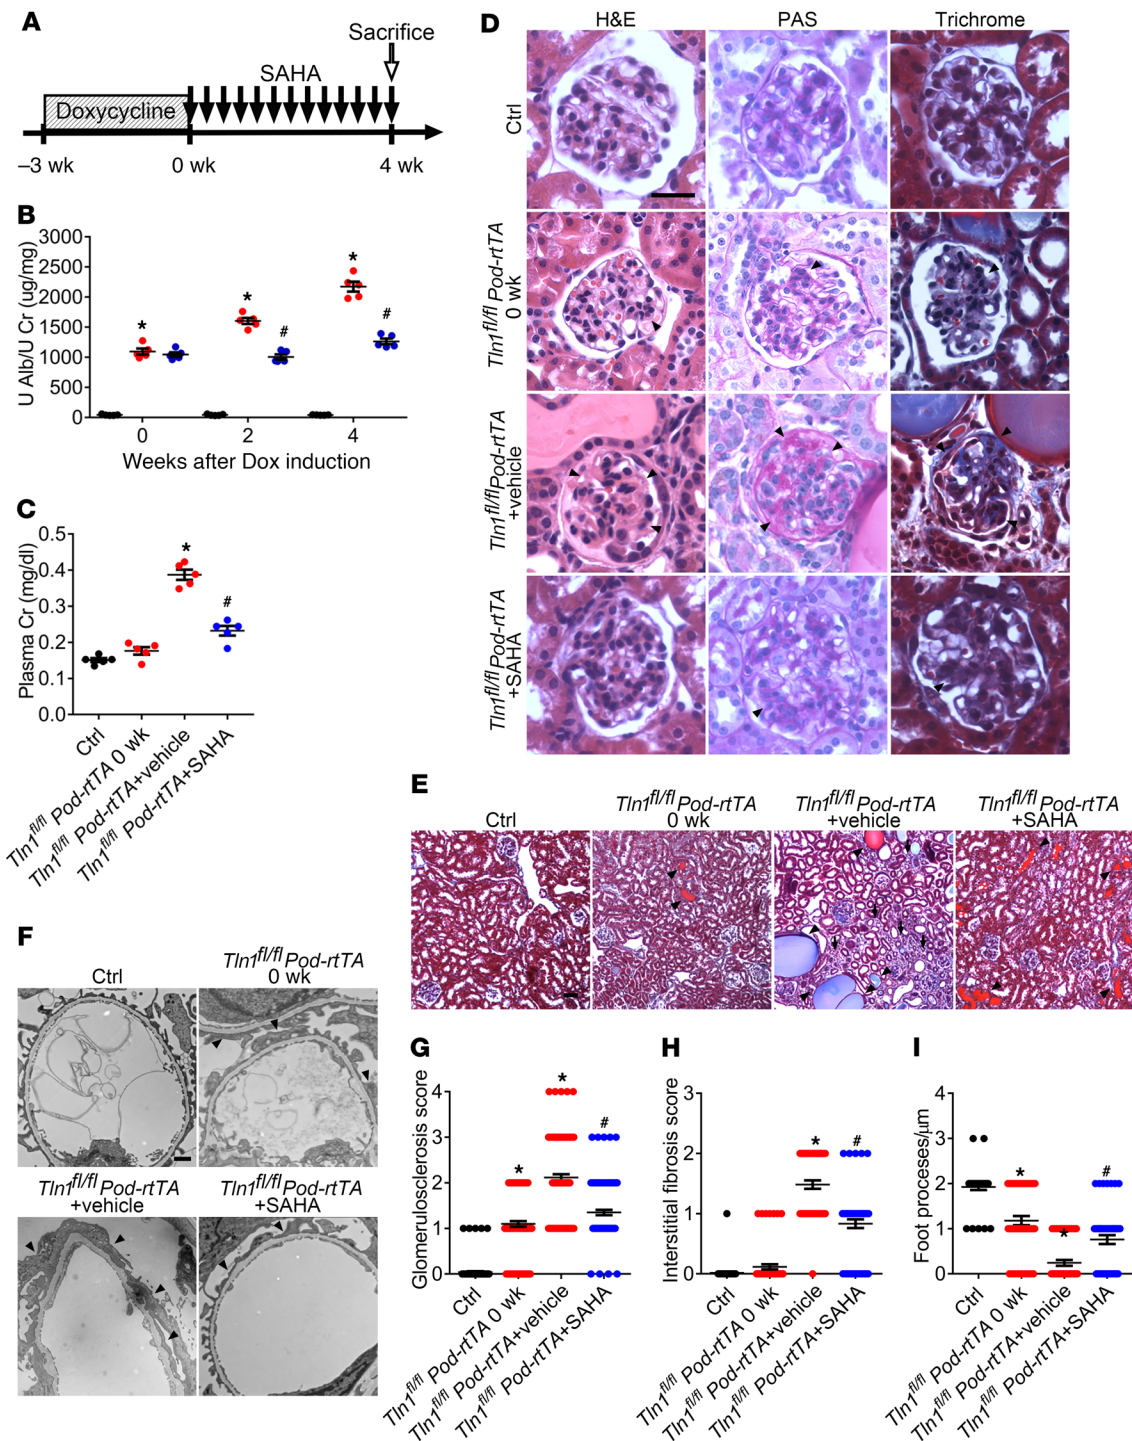 A
Sacrifice
SAHA
Doxycycline
–3 wk
0 wk
4 wk
B
U Alb/U Cr (ug/mg)
3000
2500
2000
1500
1000
500
0
*
*
*
#
#
0
2
4
Weeks after Dox induction
C
Plasma Cr (mg/dl)
0.5
0.4
0.3
0.2
0.1
0.0
*
#
Ctrl
Tln1fl/fl Pod-rtTA 0 wk
Tln1fl/fl Pod-rtTA+vehicle
Tln1fl/fl Pod-rtTA+SAHA
D
H&E
PAS
Trichrome
Ctrl
Tln1fl/fl Pod-rtTA
0 wk
Tln1fl/fl Pod-rtTA
+vehicle
Tln1fl/fl Pod-rtTA
+SAHA
E
Ctrl
Tln1fl/fl Pod-rtTA
0 wk
Tln1fl/fl Pod-rtTA
+vehicle
Tln1fl/fl Pod-rtTA
+SAHA
F
Ctrl
Tln1fl/fl Pod-rtTA
0 wk
Tln1fl/fl Pod-rtTA
+vehicle
Tln1fl/fl Pod-rtTA
+SAHA
G
Glomerulosclerosis score
4
3
2
1
0
*
*
#
Ctrl
Tln1fl/fl Pod-rtTA 0 wk
Tln1fl/fl Pod-rtTA+vehicle
Tln1fl/fl Pod-rtTA+SAHA
H
Interstitial fibrosis score
3
2
1
0
*
#
Ctrl
Tln1fl/fl Pod-rtTA 0 wk
Tln1fl/fl Pod-rtTA+vehicle
Tln1fl/fl Pod-rtTA+SAHA
I
Foot proceses/µm
4
3
2
1
0
*
*
#
Ctrl
Tln1fl/fl Pod-rtTA 0 wk
Tln1fl/fl Pod-rtTA+vehicle
Tln1fl/fl Pod-rtTA+SAHA